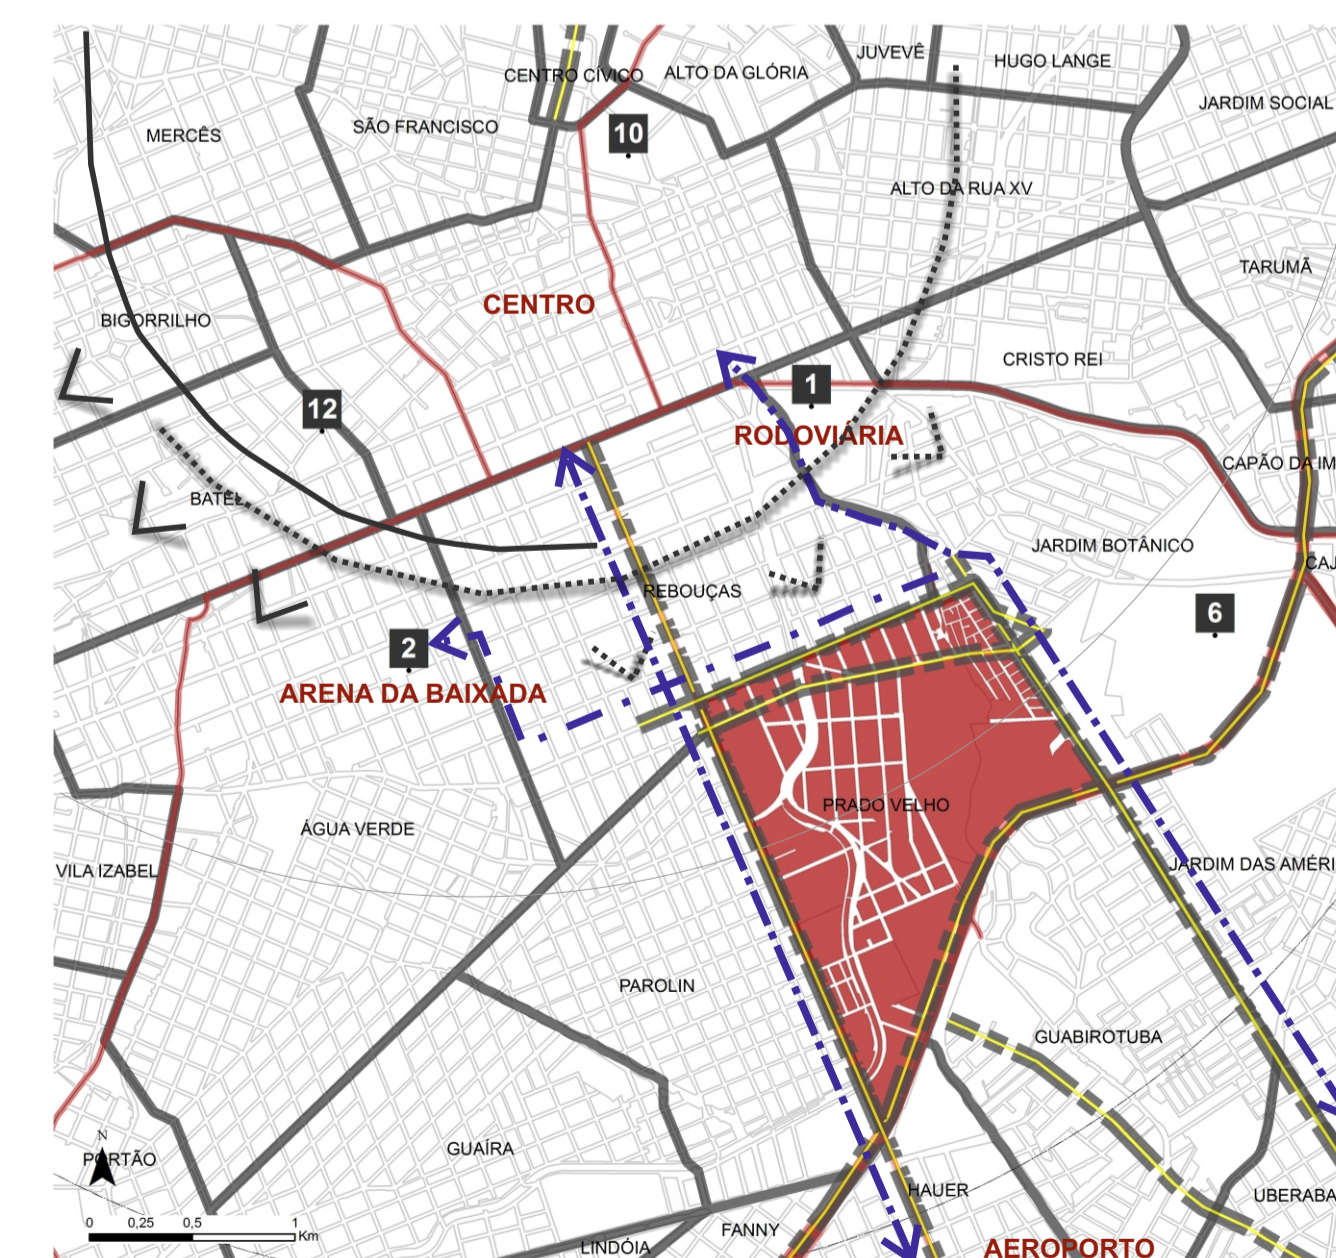 JUVEVÊ
HUGO LANGE
CENTRO CÍVICO
ALTO DA GLÓRIA
JARDIM SOCIAL
MERCÊS
SÃO FRANCISCO
10
ALTO DA RUA XV
TARUMÃ
CENTRO
BIGORRILHO
CRISTO REI
1
12
RODOVIÁRIA
CAPÃO DA IM
BATEL
JARDIM BOTÂNICO
CAJ
REBOUÇAS
6
2
ARENA DA BAIXADA
PRADO VELHO
ÁGUA VERDE
JARDIM DAS AMÉRI
VILA IZABEL
PAROLIN
GUABIROTUBA
N
GUAÍRA
PORTÃO
HAUER
UBERABA
0 0,25 0,5 1
Km
FANNY
LINDÓIA
AEROPORTO